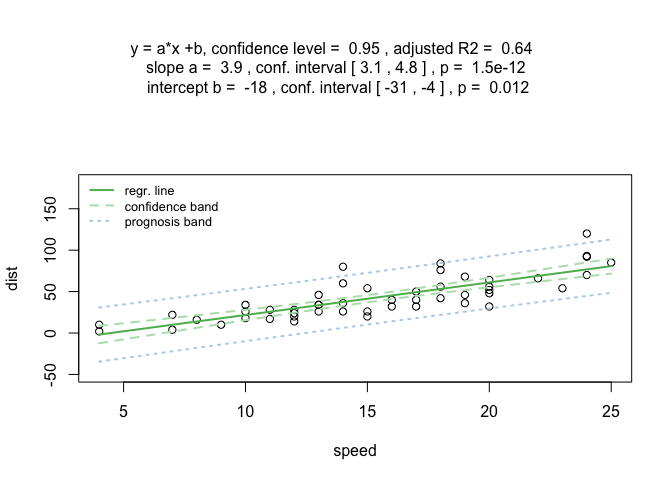 y = a*x +b, confidence level =  0.95 , adjusted R2 =  0.64
slope a =  3.9 , conf. interval [ 3.1 , 4.8 ] , p =  1.5e-12
intercept b =  -18 , conf. interval [ -31 , -4 ] , p =  0.012
regr. line
confidence band
prognosis band
150
100
50
0
-50
dist
5 10 15 20 25
speed